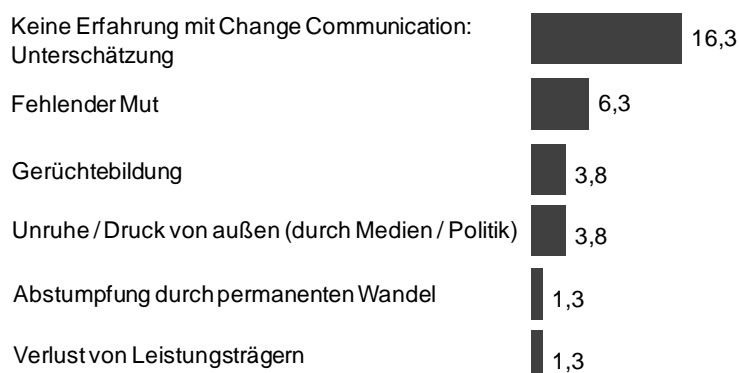 Keine Erfahrung mit Change Communication:
Unterschätzung
16,3
Fehlender Mut
6,3
Gerüchtebildung
3,8
Unruhe / Druck von außen (durch Medien / Politik)
3,8
Abstumpfung durch permanenten Wandel
1,3
Verlust von Leistungsträgern
1,3